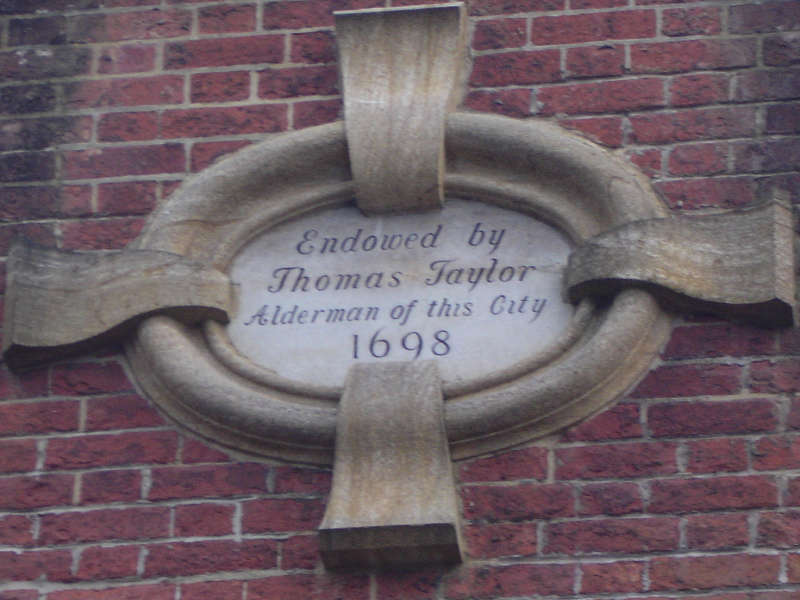 Endowed by
Thomas Taylor
Alderman of this City
1698